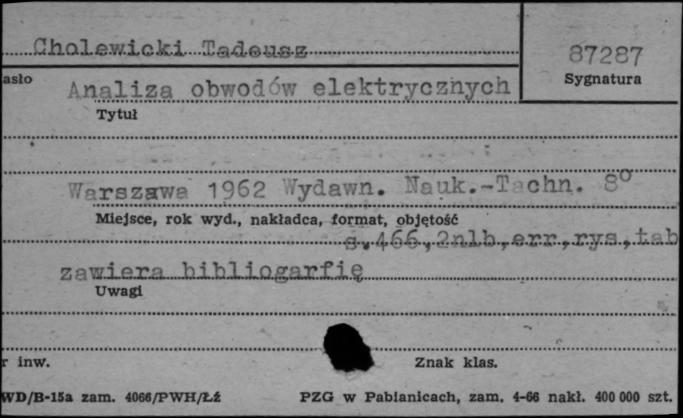 Cholewicki Tadeusz
87287
asło
Sygnatura
Analiza obwodów elektrycznych
Tytuł
Warszawa 1962 Wydawn. Nauk.-Tachn. 8°
Miejsce, rok wyd., nakładca, format, objętość
s.466,2nlb,err,rys,tab
zawiera bibliogarfię
Uwagi
r inw.
Znak klas.
WD/B-15a zam. 4066/PWH/Łź
PZG w Pabianicach, zam. 4-66 nakł. 400 000 szt.